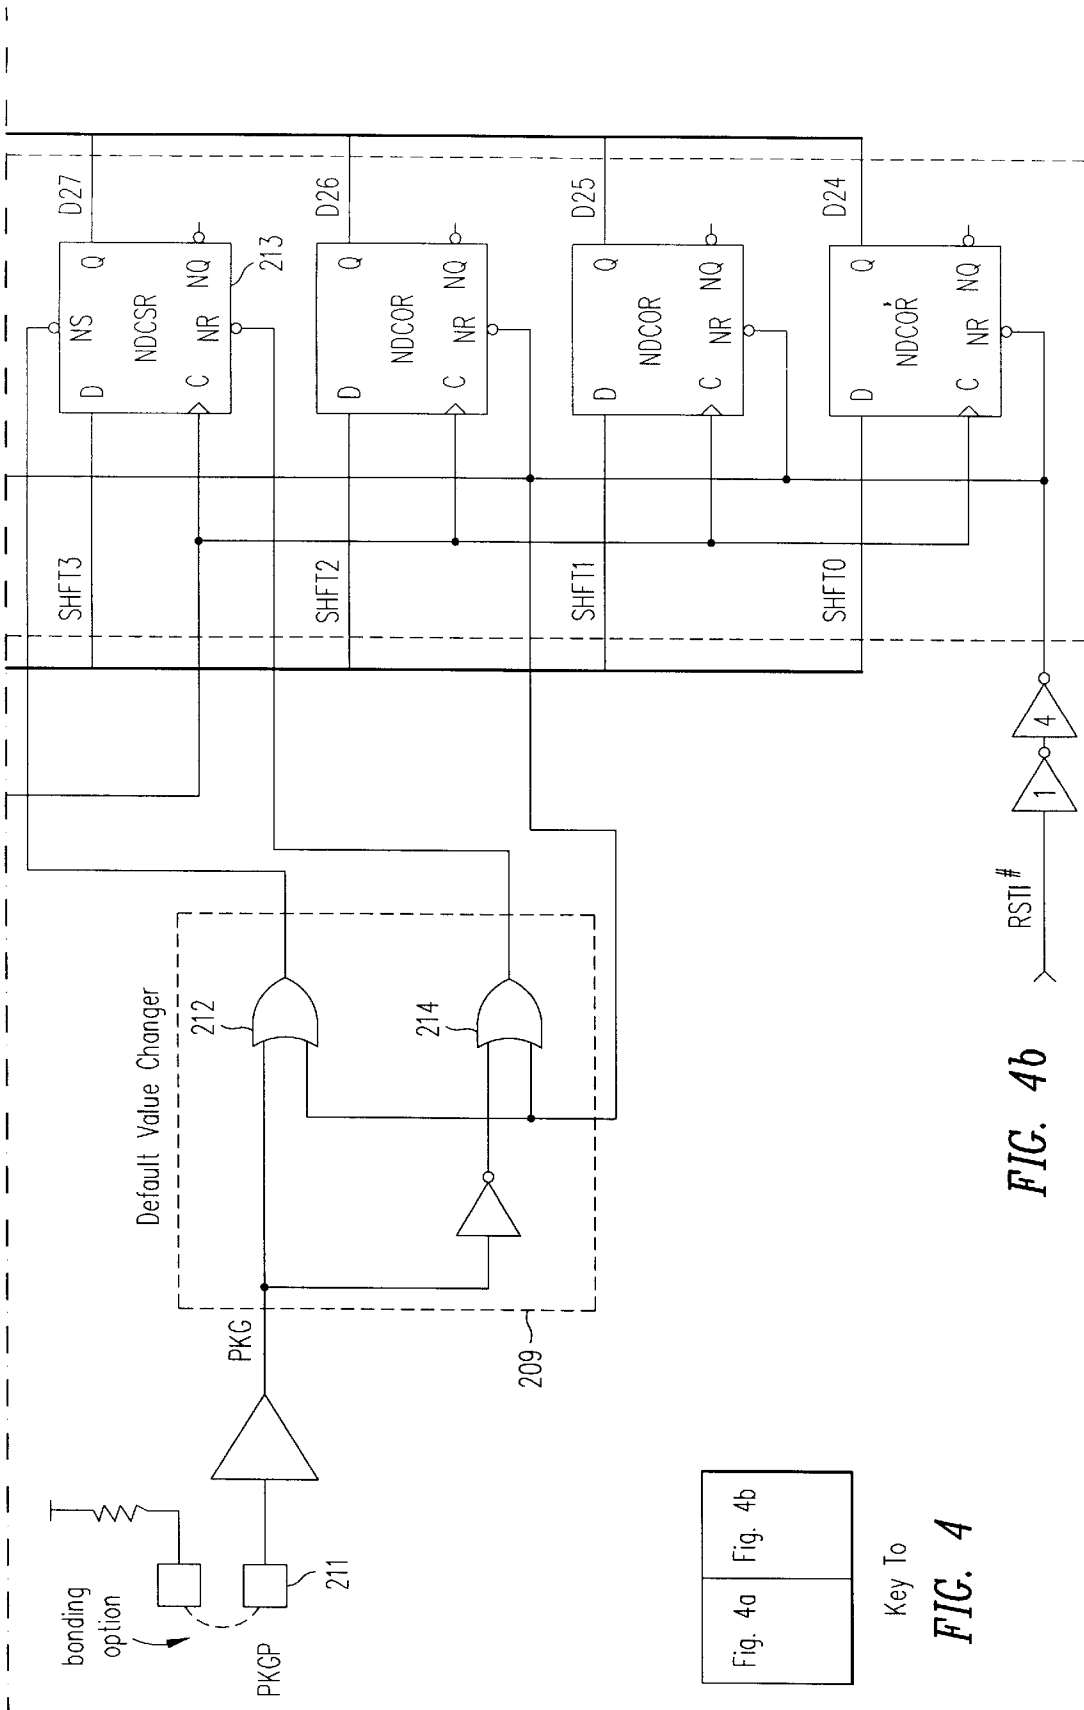 D27
Q
NQ
213
NS
NDCSR
NR
D
C
SHFT3
D26
Q
NQ
NDCOR
NR
D
C
SHFT2
D25
Q
NQ
NDCOR
NR
D
C
SHFT1
D24
Q
NQ
NDCOR
NR
D
C
SHFT0
1
4
RSTI#
Default Value Changer
212
214
209
PKG
bonding
option
PKGP
211
Fig. 4a
Fig. 4b
Key To
FIG. 4
FIG. 4b